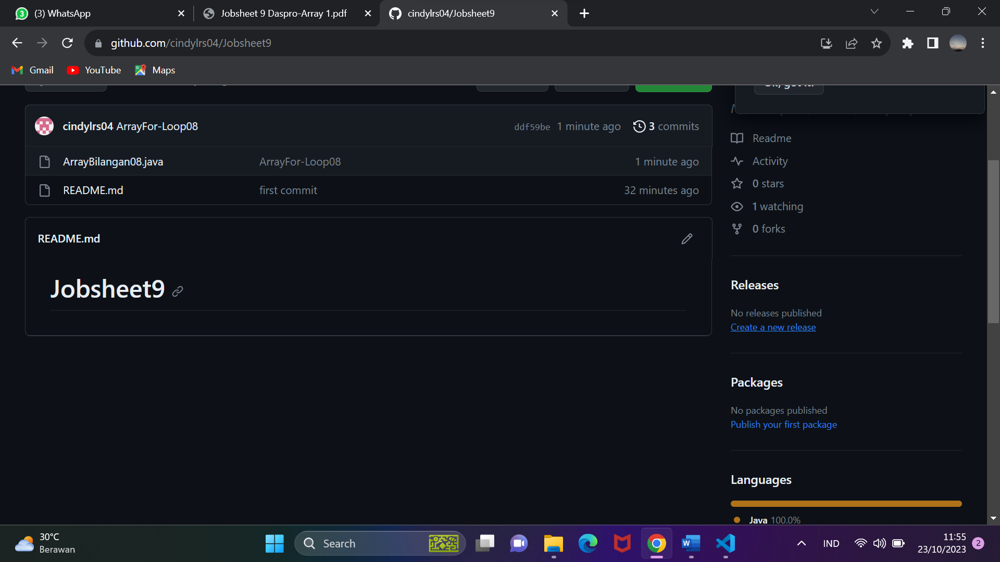 (3) WhatsApp
Jobsheet 9 Daspro-Array 1.pdf
cindylrs04/Jobsheet9
github.com/cindylrs04/Jobsheet9
Gmail
YouTube
Maps
cindylrs04 ArrayFor-Loop08
ddf59be 1 minute ago
3 commits
ArrayBilangan08.java
ArrayFor-Loop08
1 minute ago
README.md
first commit
32 minutes ago
README.md
Jobsheet9
Readme
Activity
0 stars
1 watching
0 forks
Releases
No releases published
Create a new release
Packages
No packages published
Publish your first package
Languages
Java 100.0%
30°C
Berawan
Search
IND
11:55
23/10/2023
2